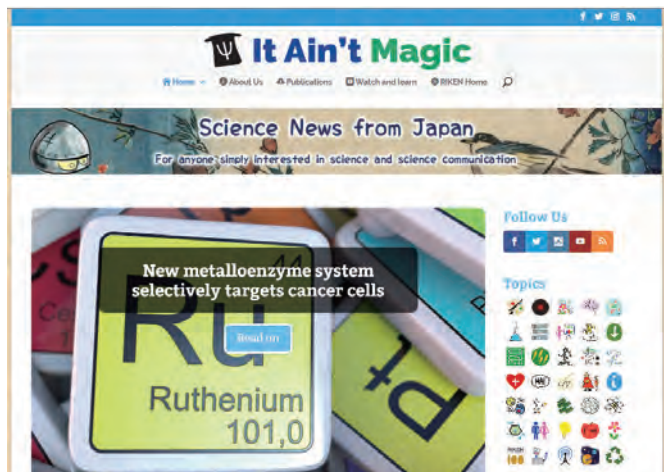 Ψ It Ain't Magic
Home About Us Publications Watch and learn RIKEN Home
Science News from Japan
For anyone simply interested in science and science communication
New metalloenzyme system
selectively targets cancer cells
Read on
44
Ru
Ruthenium
101,0
Pt
Follow Us
Topics